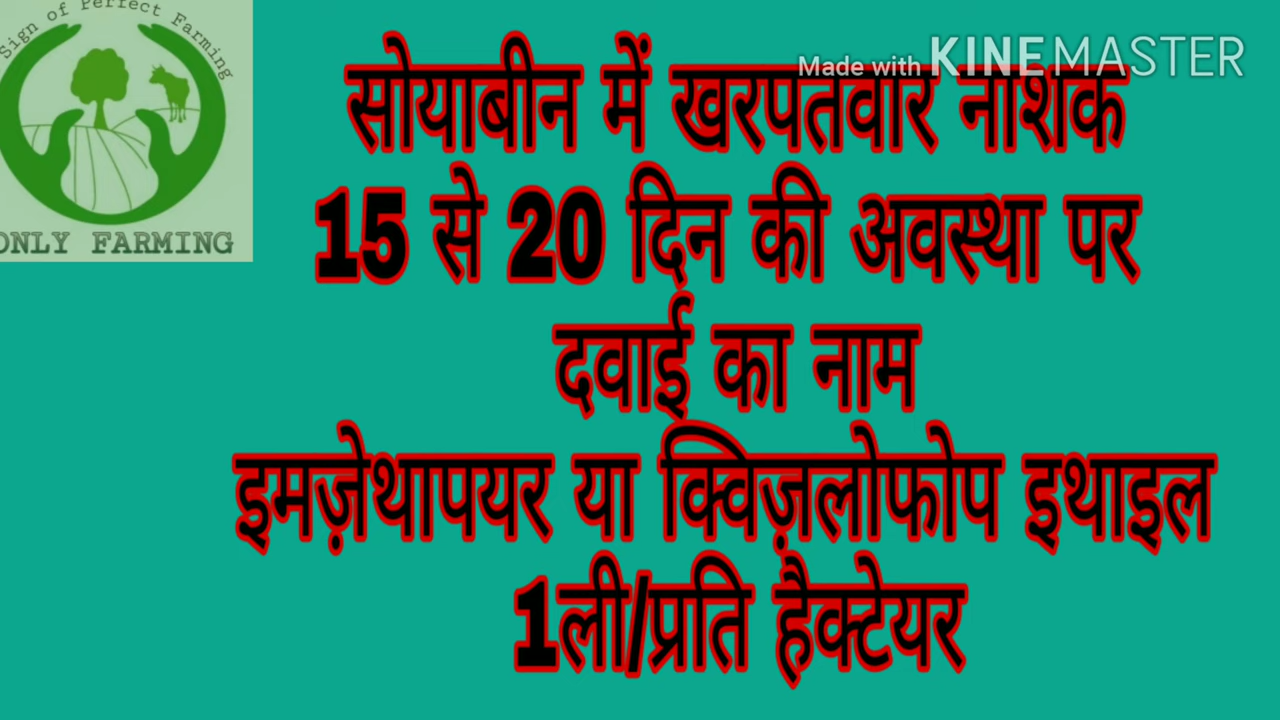 Sign of Perfect Farming
ONLY FARMING
Made with KINEMASTER
सोयाबीन में खरपतवार नाशक
15 से 20 दिन की अवस्था पर
दवाई का नाम
इमज़ेथापयर या क्विज़लोफोप इथाइल
1ली/प्रति हैक्टेयर